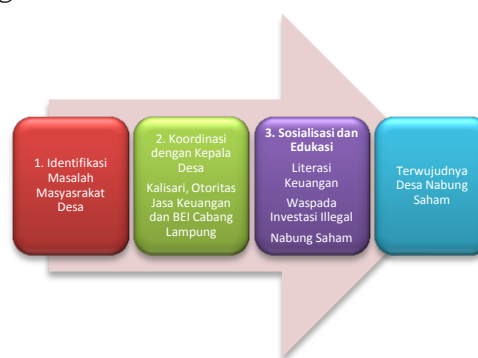 1. Identifikasi
Masalah
Masyasrakat
Desa
2. Koordinasi
dengan Kepala
Desa
Kalisari, Otoritas
Jasa Keuangan
dan BEI Cabang
Lampung
3. Sosialisasi dan
Edukasi
Literasi
Keuangan
Waspada
Investasi Illegal
Nabung Saham
Terwujudnya
Desa Nabung
Saham